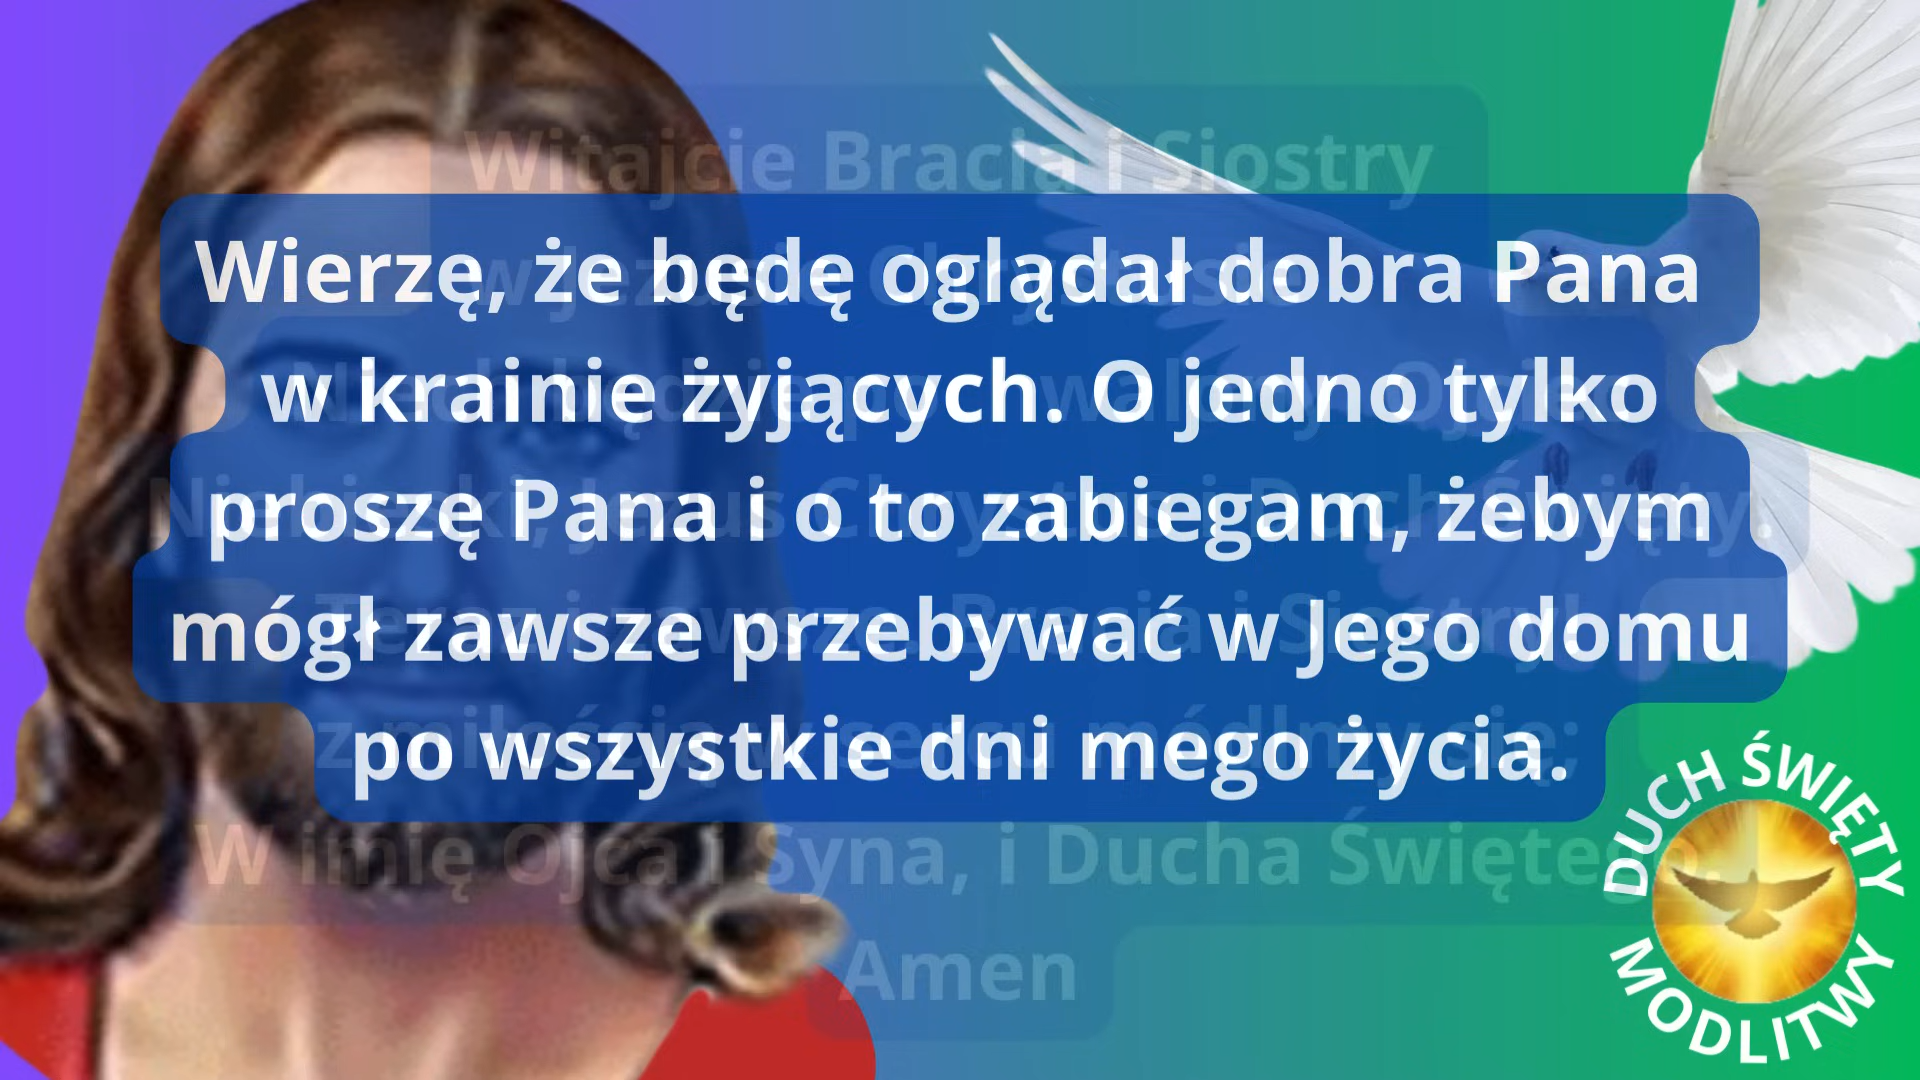 Witajcie Bracia i Siostry
Wierzę, że będę oglądał dobra Pana
w krainie żyjących. O jedno tylko
proszę Pana i o to zabiegam, żebym
mógł zawsze przebywać w Jego domu
po wszystkie dni mego życia.
W imię Ojca i Syna, i Ducha Świętego.
Amen
DUCH ŚWIĘTY
MODLITWY